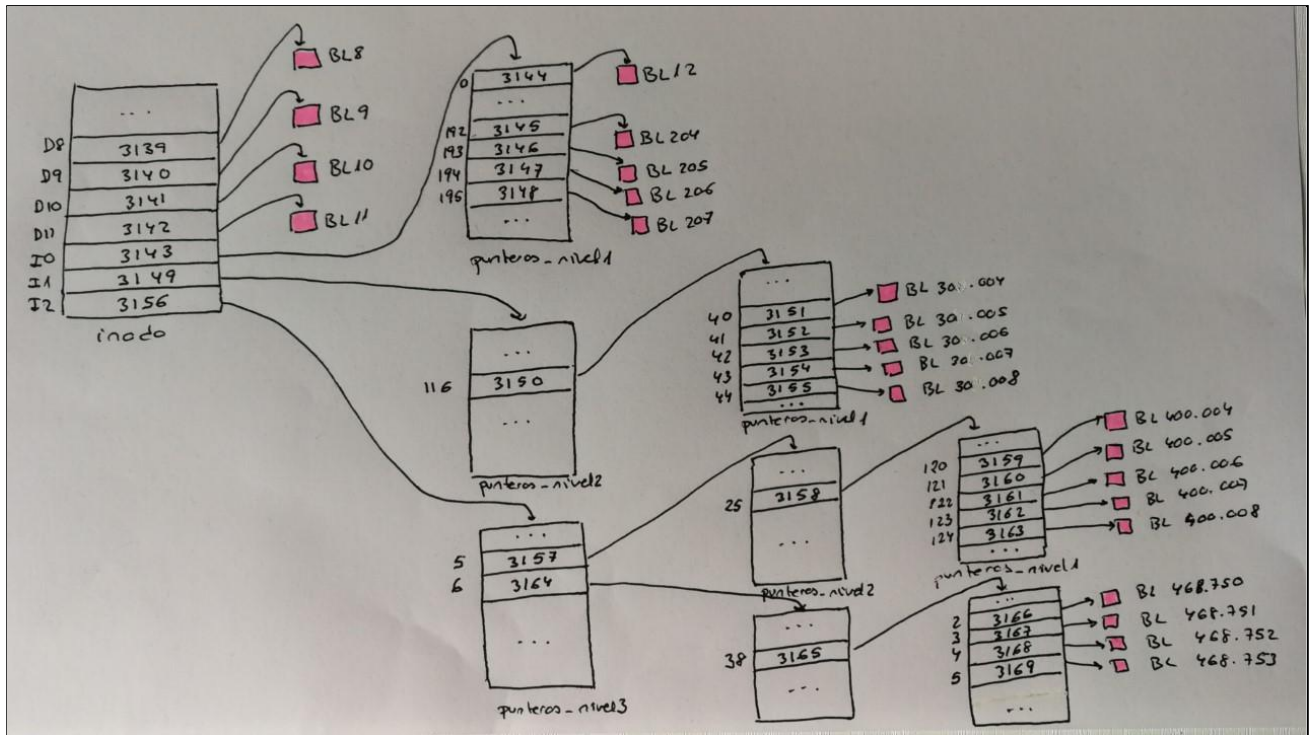 ...
D8 3139
D9 3140
D10 3141
D11 3142
I0 3143
I1 3149
I2 3156
inodo
BL8
BL9
BL10
BL11
0 3144
...
192 3145
193 3146
194 3147
195 3148
...
punteros_nivel1
BL12
BL 204
BL 205
BL 206
BL 207
...
116 3150
...
punteros_nivel2
...
40 3151
41 3152
42 3153
43 3154
44 3155
...
punteros_nivel1
BL 30.004
BL 30.005
BL 30.006
BL 30.007
BL 30.008
...
5 3157
6 3164
...
punteros_nivel3
...
25 3158
...
punteros_nivel2
...
120 3159
121 3160
122 3161
123 3162
124 3163
...
punteros_nivel1
BL 400.004
BL 400.005
BL 400.006
BL 400.007
BL 400.008
...
38 3165
...
...
2 3166
3 3167
4 3168
5 3169
...
BL 468.750
BL 468.751
BL 468.752
BL 468.753